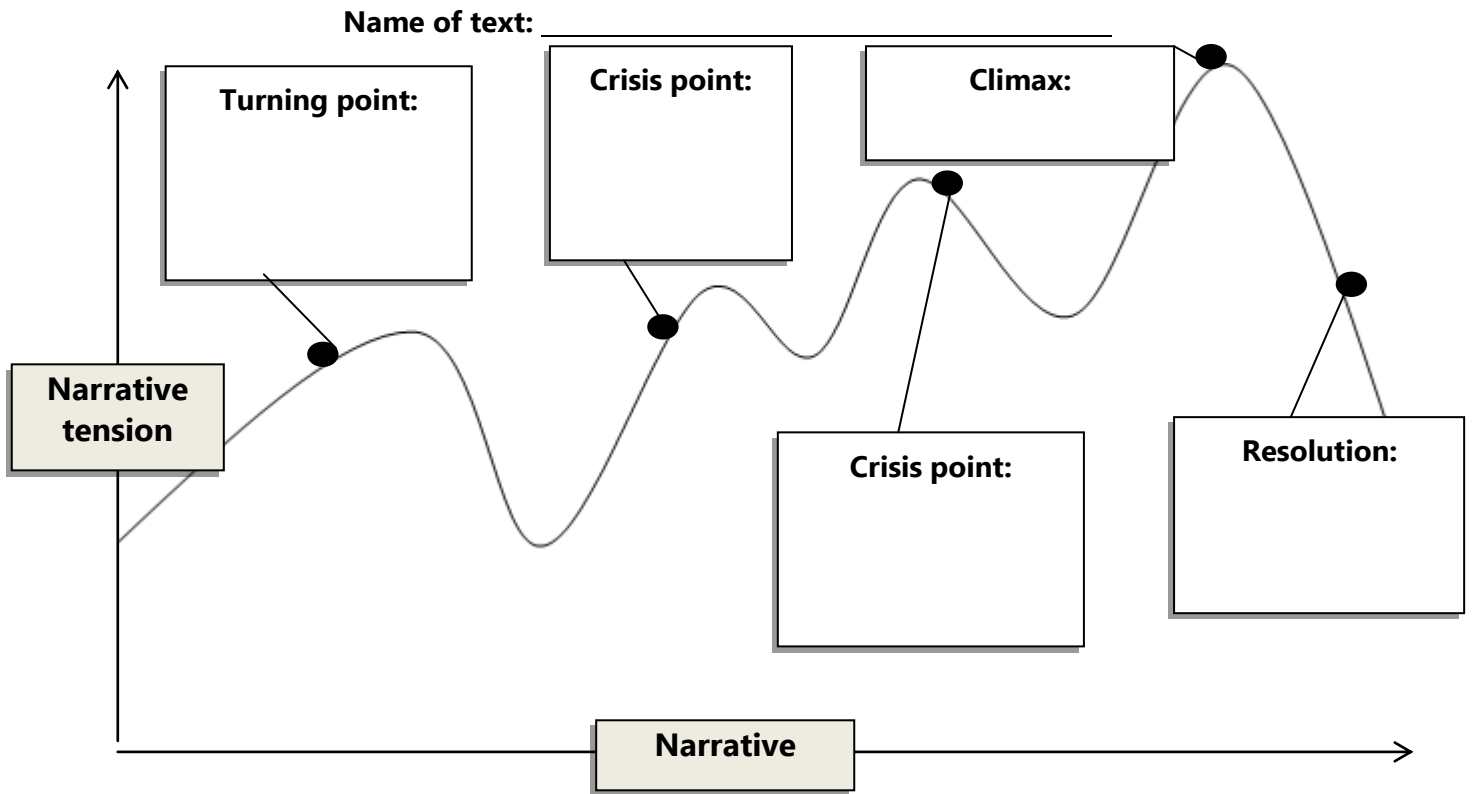 Name of text:
Turning point:
Crisis point:
Climax:
Narrative
tension
Crisis point:
Resolution:
Narrative